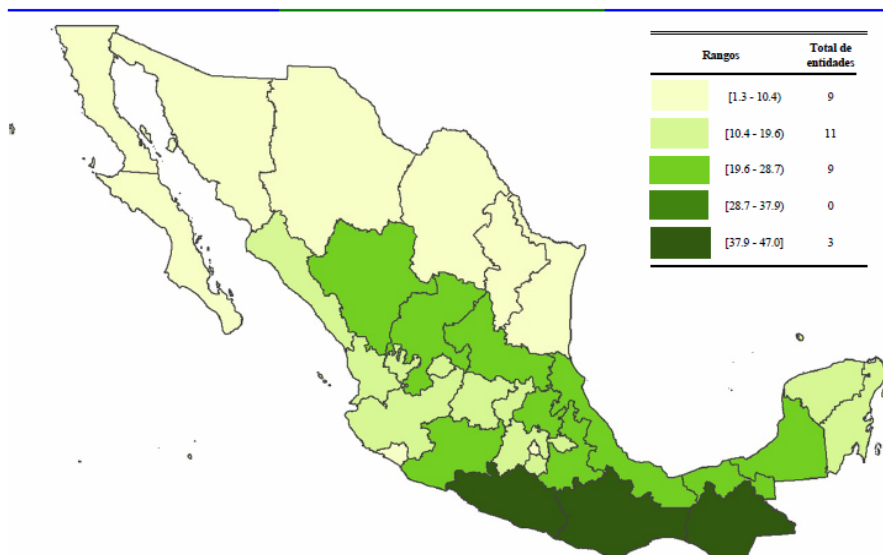 Rangos Total de entidades
[1.3 - 10.4) 9
[10.4 - 19.6) 11
[19.6 - 28.7) 9
[28.7 - 37.9) 0
[37.9 - 47.0] 3